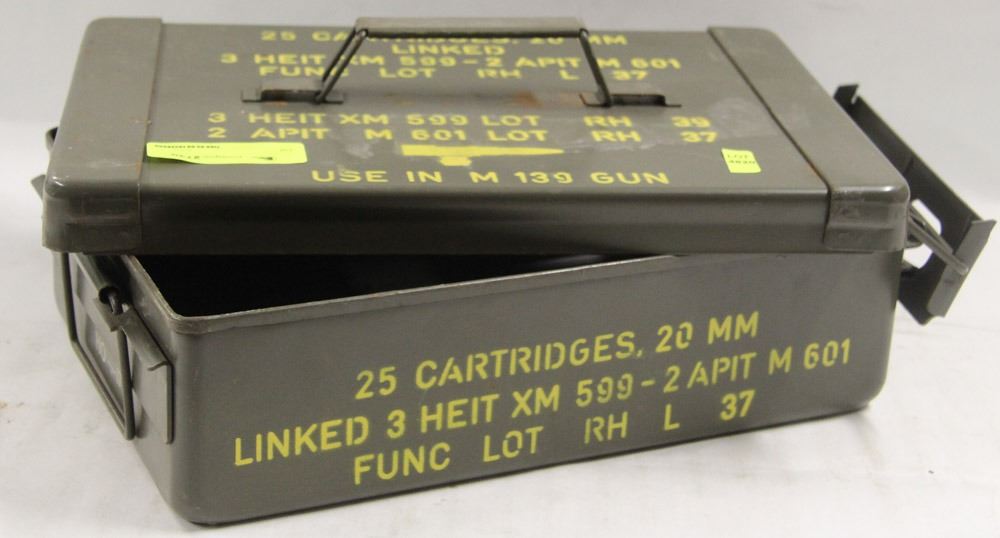 25 CARTRIDGES, 20 MM
LINKED
3 HEIT XM 599-2 APIT M 601
FUNC LOT RH L 37
3 HEIT XM 599 LOT RH 39
2 APIT M 601 LOT RH 37
LOT
USE IN M 139 GUN
25 CARTRIDGES, 20 MM
LINKED 3 HEIT XM 599-2 APIT M 601
FUNC LOT RH L 37